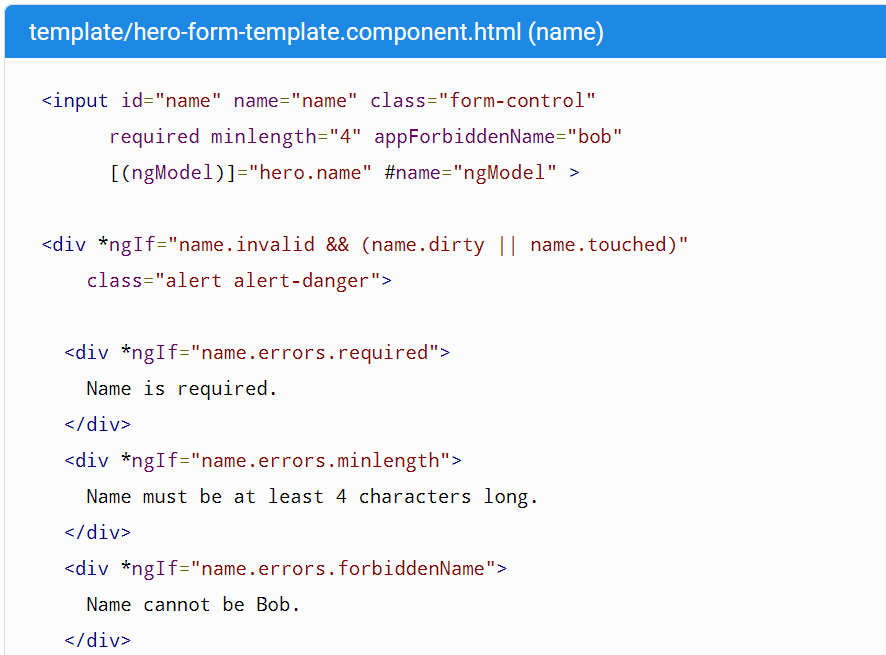 template/hero-form-template.component.html (name)
<input id="name" name="name" class="form-control"
required minlength="4" appForbiddenName="bob"
[(ngModel)]="hero.name" #name="ngModel" >
<div *ngIf="name.invalid && (name.dirty || name.touched)"
class="alert alert-danger">
<div *ngIf="name.errors.required">
Name is required.
</div>
<div *ngIf="name.errors.minlength">
Name must be at least 4 characters long.
</div>
<div *ngIf="name.errors.forbiddenName">
Name cannot be Bob.
</div>